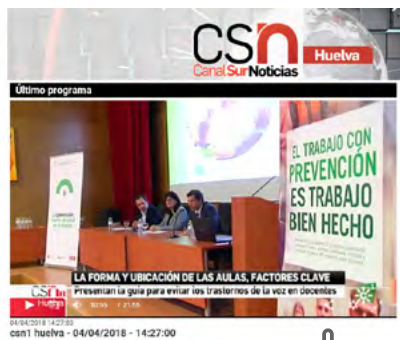 CSn
Canal Sur Noticias
Huelva
Último programa
EL TRABAJO CON
PREVENCIÓN
ES TRABAJO
BIEN HECHO
LA FORMA Y UBICACIÓN DE LAS AULAS, FACTORES CLAVE
CSn
Huelva
Presentan la guía para evitar los trastornos de la voz en docentes
04/04/2018 14:27:00
csn1 huelva - 04/04/2018 - 14:27:00